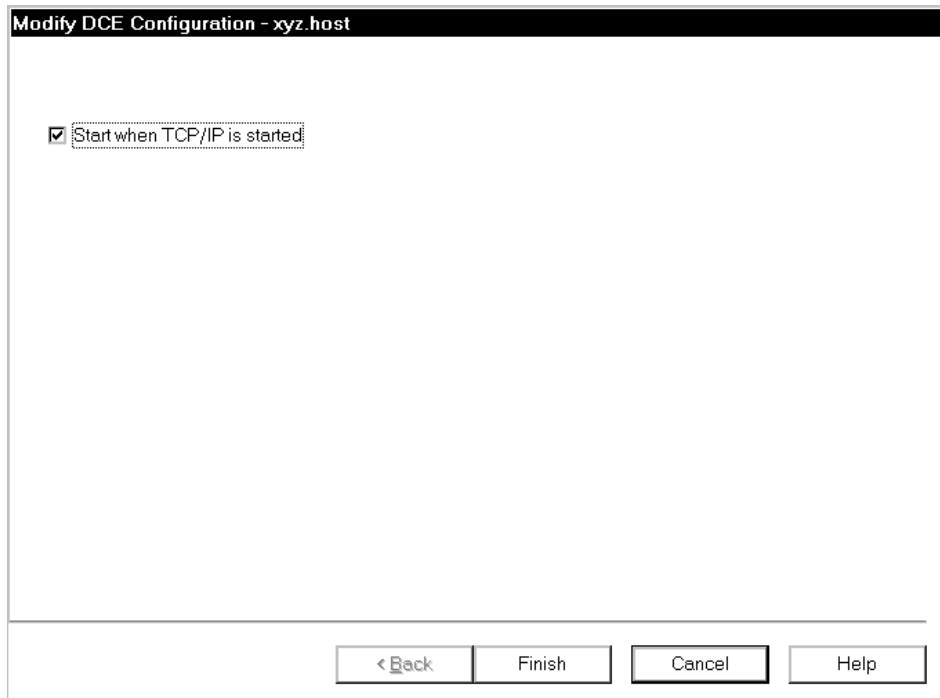 Modify DCE Configuration - xyz.host
Start when TCP/IP is started
< Back
Finish
Cancel
Help